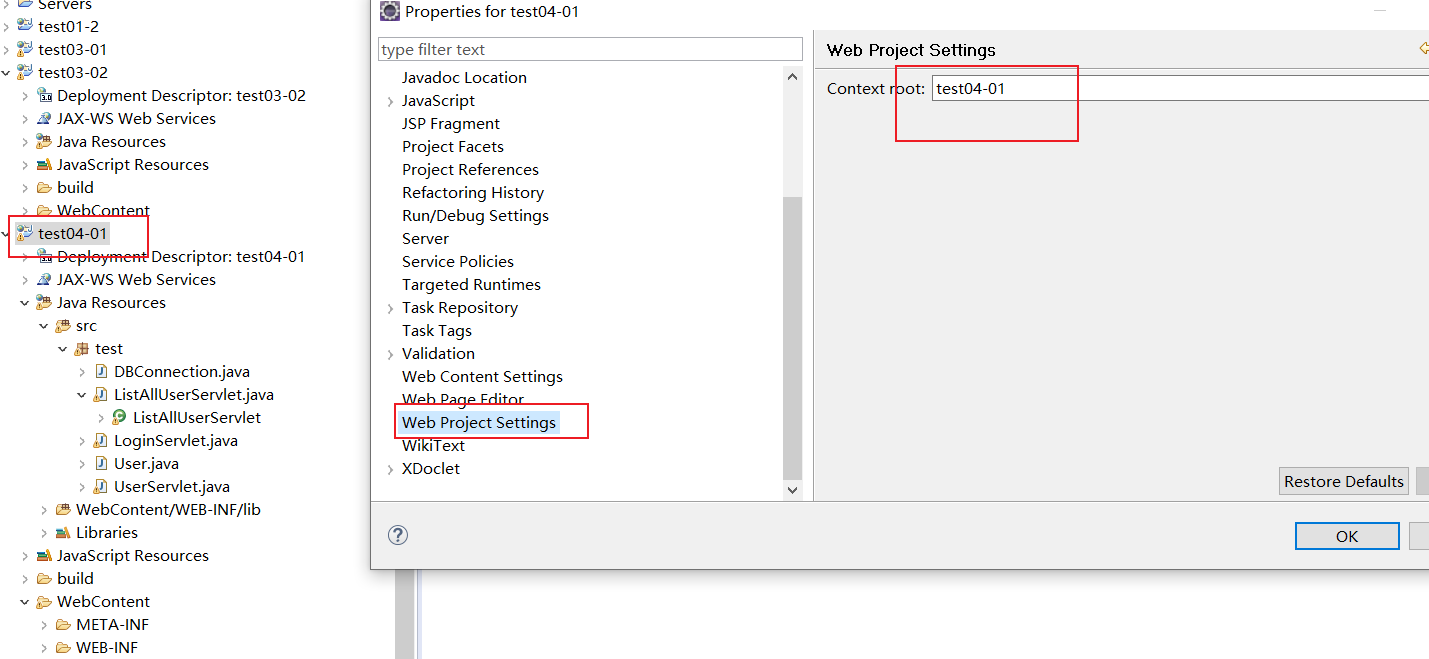 Servers
test01-2
test03-01
test03-02
Deployment Descriptor: test03-02
JAX-WS Web Services
Java Resources
JavaScript Resources
build
WebContent
test04-01
Deployment Descriptor: test04-01
JAX-WS Web Services
Java Resources
src
test
DBConnection.java
ListAllUserServlet.java
ListAllUserServlet
LoginServlet.java
User.java
UserServlet.java
WebContent/WEB-INF/lib
Libraries
JavaScript Resources
build
WebContent
META-INF
WEB-INF
Properties for test04-01
type filter text
Javadoc Location
JavaScript
JSP Fragment
Project Facets
Project References
Refactoring History
Run/Debug Settings
Server
Service Policies
Targeted Runtimes
Task Repository
Task Tags
Validation
Web Content Settings
Web Page Editor
Web Project Settings
WikiText
XDoclet
Web Project Settings
Context root: test04-01
Restore Defaults
?
OK